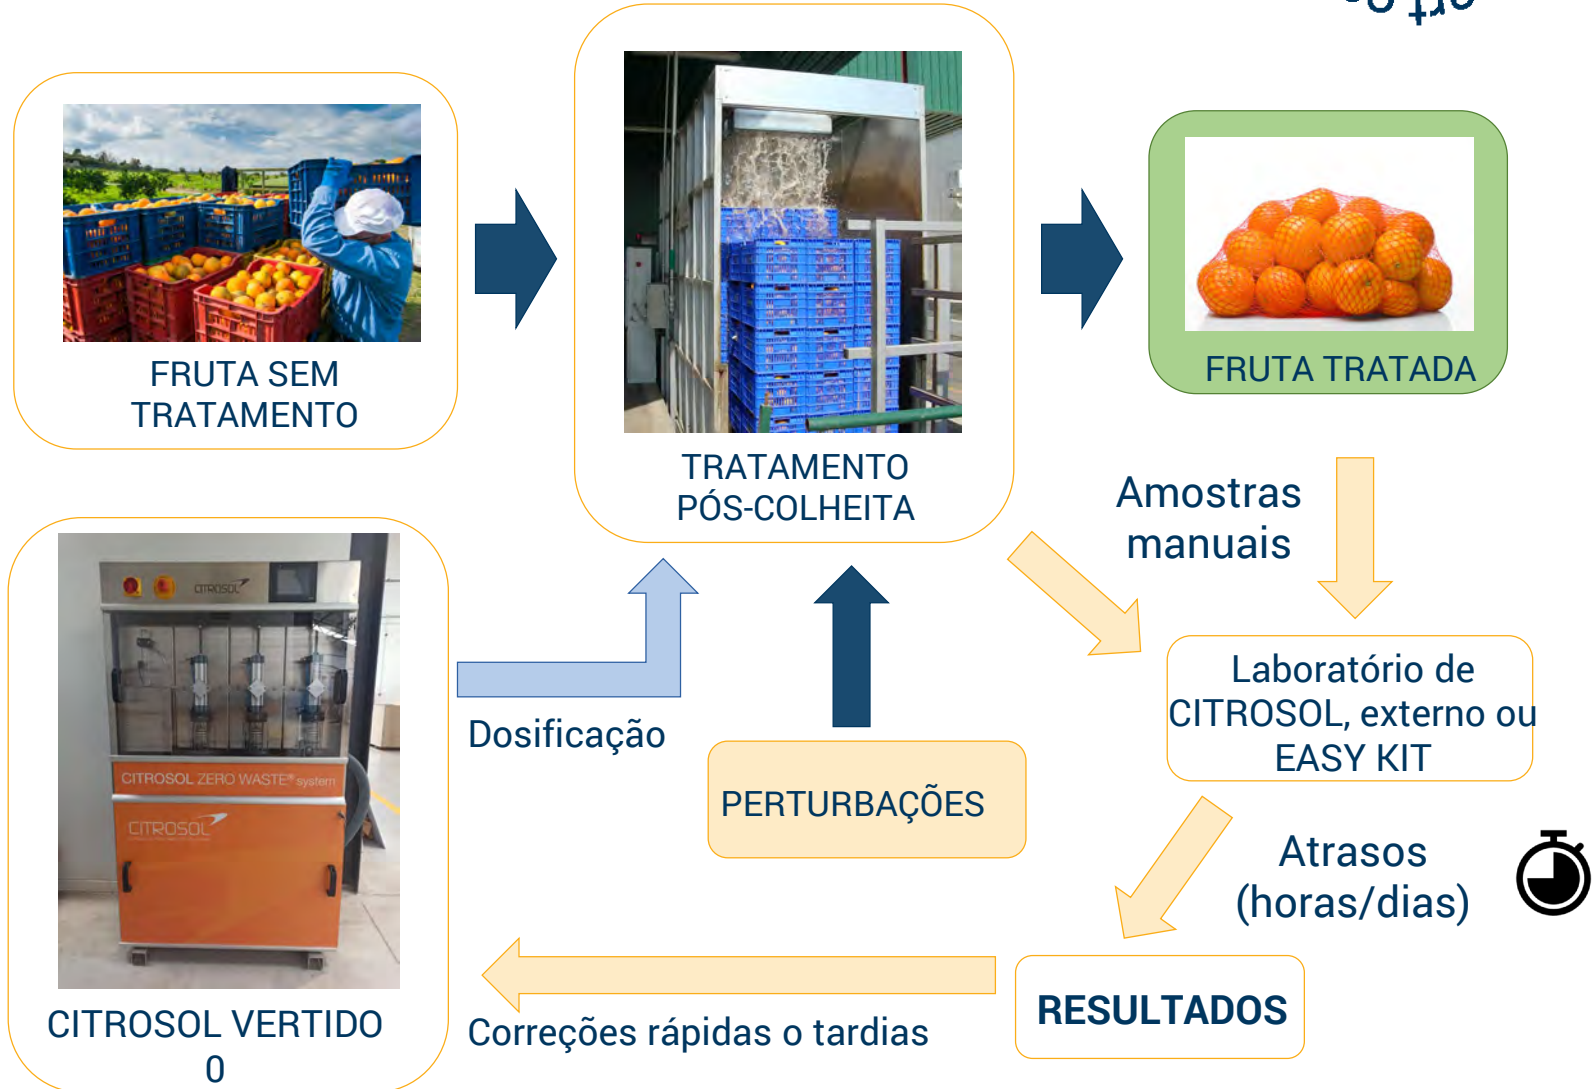 FRUTA SEM
TRATAMENTO
TRATAMENTO
PÓS-COLHEITA
FRUTA TRATADA
Amostras
manuais
Laboratório de
CITROSOL, externo ou
EASY KIT
CITROSOL
CITROSOL ZERO WASTE® system
CITROSOL
Dosificação
PERTURBAÇÕES
Atrasos
(horas/dias)
RESULTADOS
Correções rápidas o tardias
CITROSOL VERTIDO
0